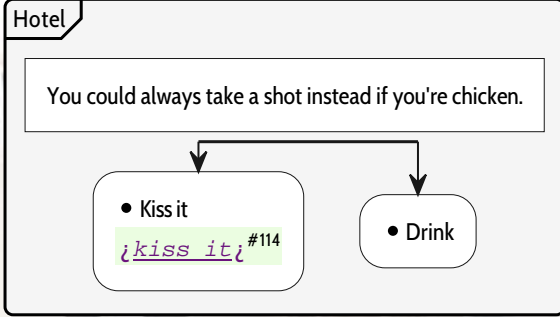 Hotel
You could always take a shot instead if you're chicken.
• Kiss it
¿kiss it¿#114
• Drink